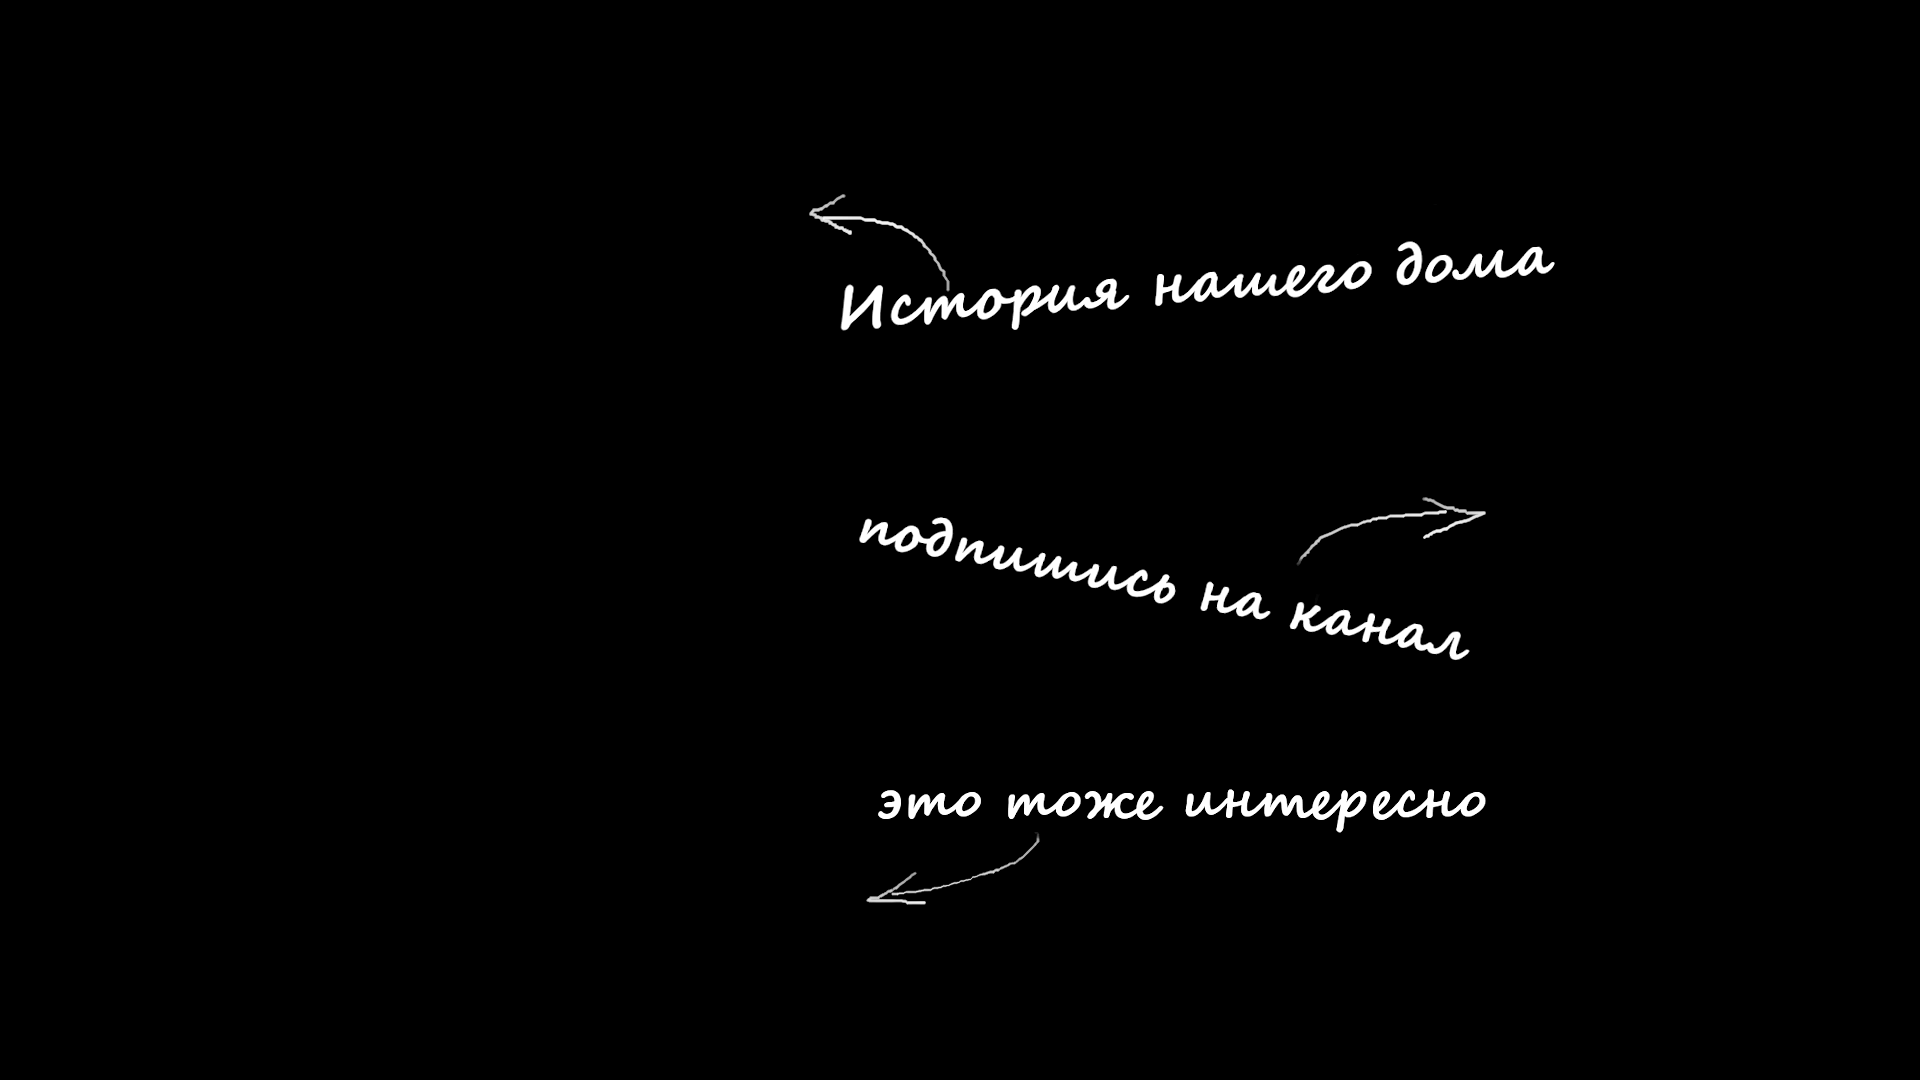 История нашего дома
подпишись на канал
это тоже интересно